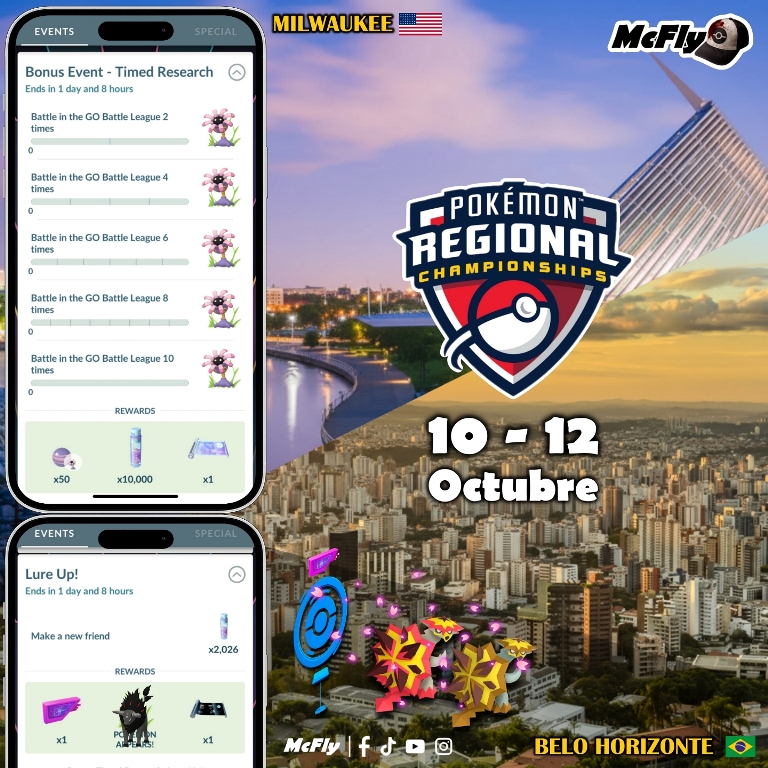 EVENTS
SPECIAL
MILWAUKEE
McFly
Bonus Event - Timed Research
Ends in 1 day and 8 hours
Battle in the GO Battle League 2
times
0
Battle in the GO Battle League 4
times
0
Battle in the GO Battle League 6
times
0
Battle in the GO Battle League 8
times
0
Battle in the GO Battle League 10
times
0
REWARDS
x50
x10,000
x1
POKÉMON
REGIONAL
CHAMPIONSHIPS
10 - 12
Octubre
EVENTS
SPECIAL
Lure Up!
Ends in 1 day and 8 hours
Make a new friend
x2,026
REWARDS
x1
POKÉMON
APPEARS!
x1
McFly
BELO HORIZONTE